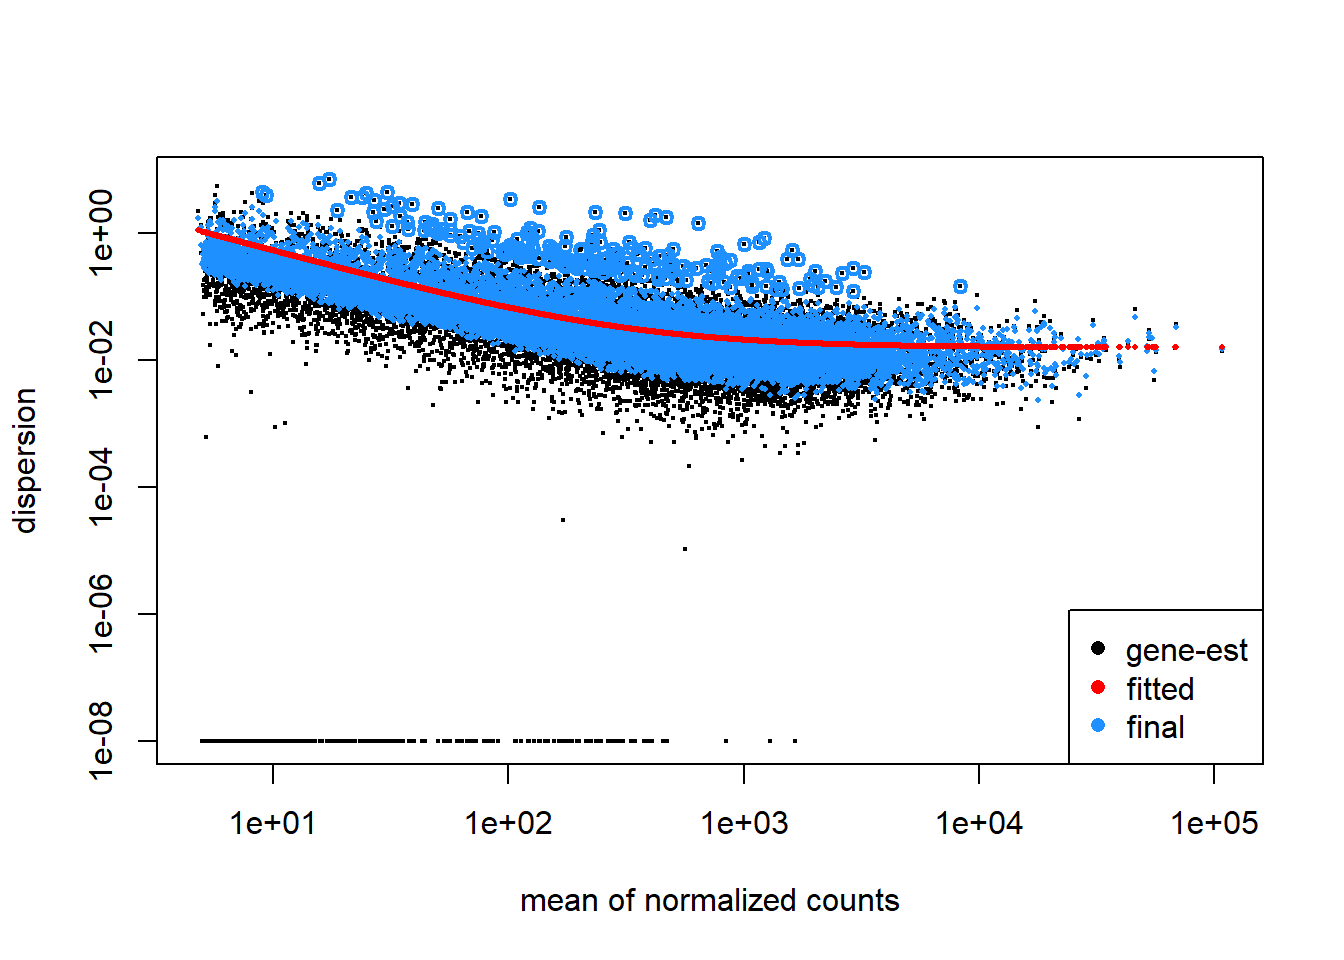 dispersion
1e+00
1e-02
1e-04
1e-06
1e-08
gene-est
fitted
final
1e+01 1e+02 1e+03 1e+04 1e+05
mean of normalized counts